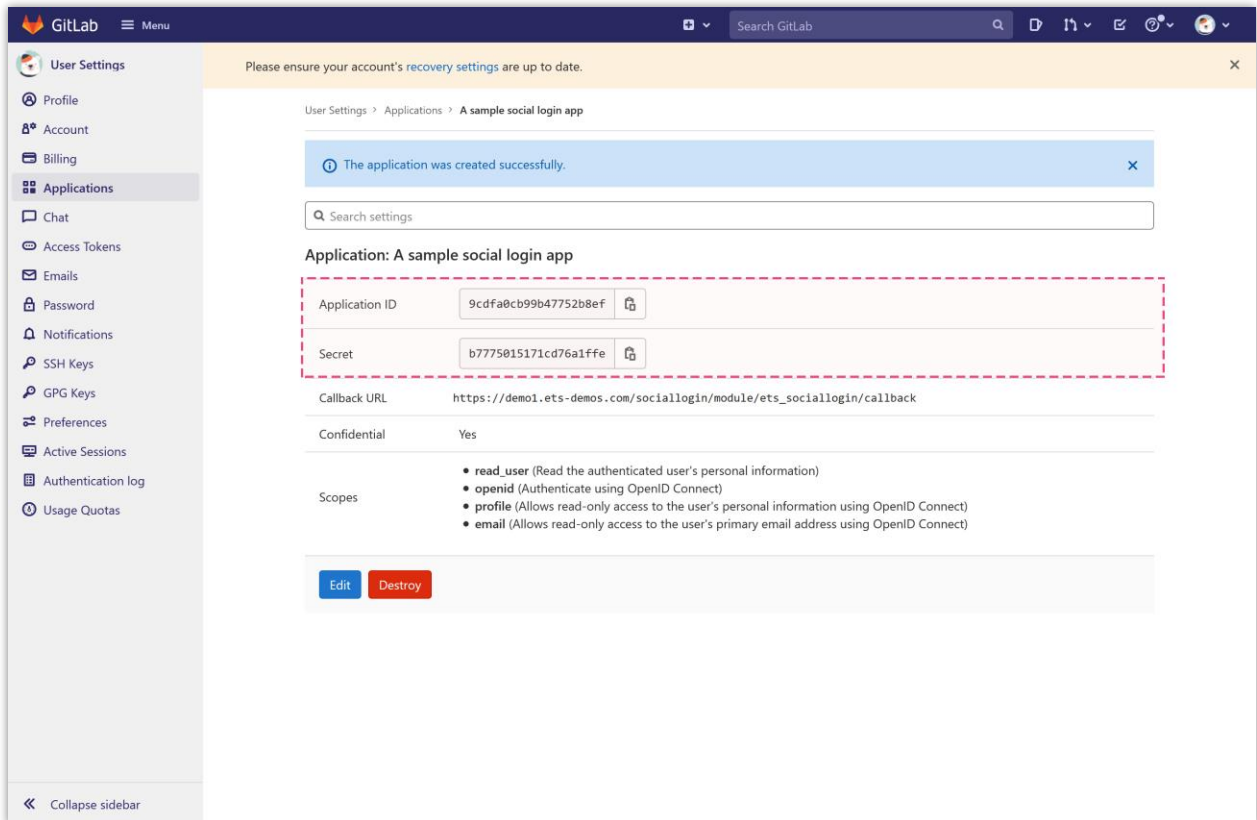 GitLab Menu Search GitLab
User Settings
Profile
Account
Billing
Applications
Chat
Access Tokens
Emails
Password
Notifications
SSH Keys
GPG Keys
Preferences
Active Sessions
Authentication log
Usage Quotas
Collapse sidebar
Please ensure your account's recovery settings are up to date.
User Settings > Applications > A sample social login app
The application was created successfully.
Search settings
Application: A sample social login app
Application ID 9cdfa0cb99b47752b8ef
Secret b7775015171cd76a1ffe
Callback URL https://demo1.ets-demos.com/sociallogin/module/ets_sociallogin/callback
Confidential Yes
Scopes
• read_user (Read the authenticated user's personal information)
• openid (Authenticate using OpenID Connect)
• profile (Allows read-only access to the user's personal information using OpenID Connect)
• email (Allows read-only access to the user's primary email address using OpenID Connect)
Edit Destroy